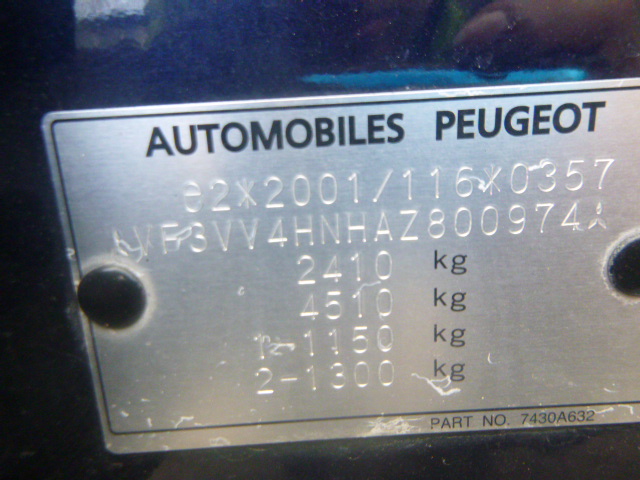 AUTOMOBILES PEUGEOT
e2*2001/116*0357
VF3VV4HNHAZ800974
2410 kg
4510 kg
1-1150 kg
2-1300 kg
PART NO. 7430A632